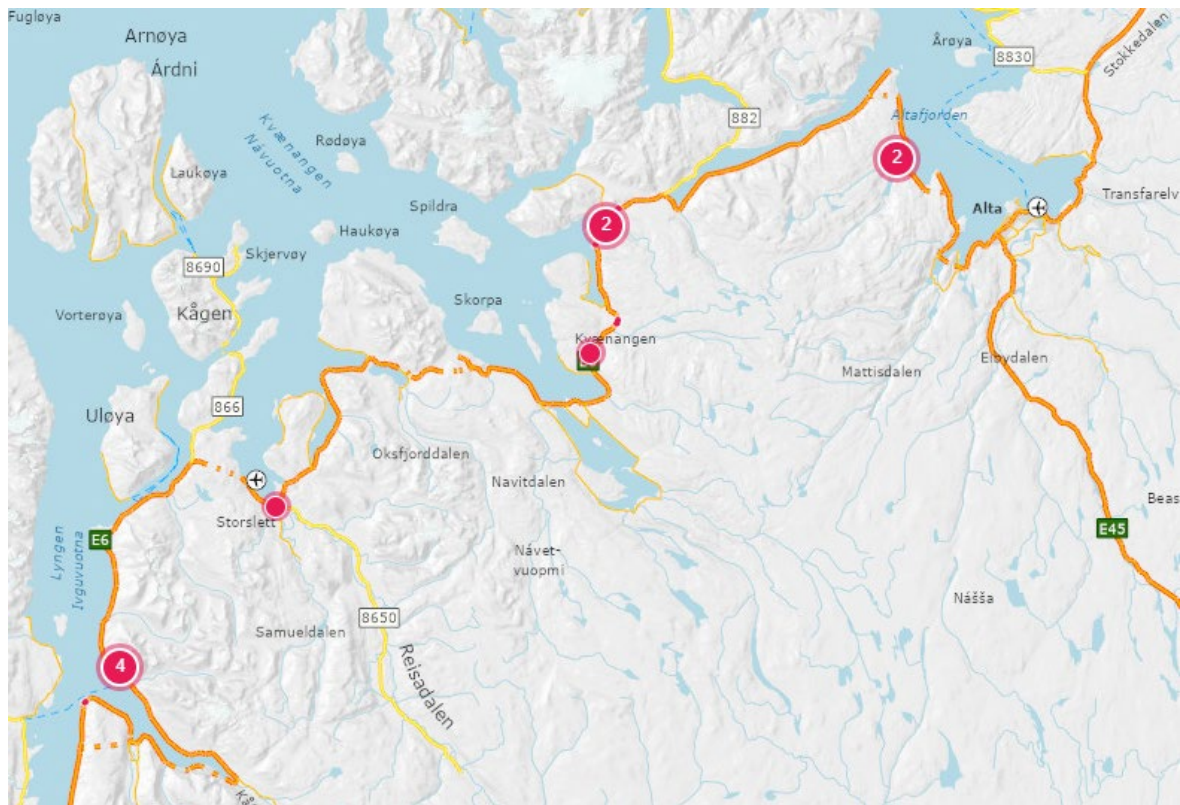 Fugløya
Arnøya
Árdni
Årøya
8830
Stokkedalen
Kvænangen
Návuotna
Rødøya
882
Altafjorden
2
Laukøya
Spildra
Alta
Transfarelv
2
Haukøya
Skjervøy
8690
Skorpa
Vorterøya
Kågen
Kvænangen
Mattisdalen
866
Uløya
Oksfjorddalen
Navitdalen
Storslett
Beas
E6
Lyngen
Ivguvuotna
E45
Návet-
vuopmi
Nášša
8650
Samueldalen
Reisadalen
4